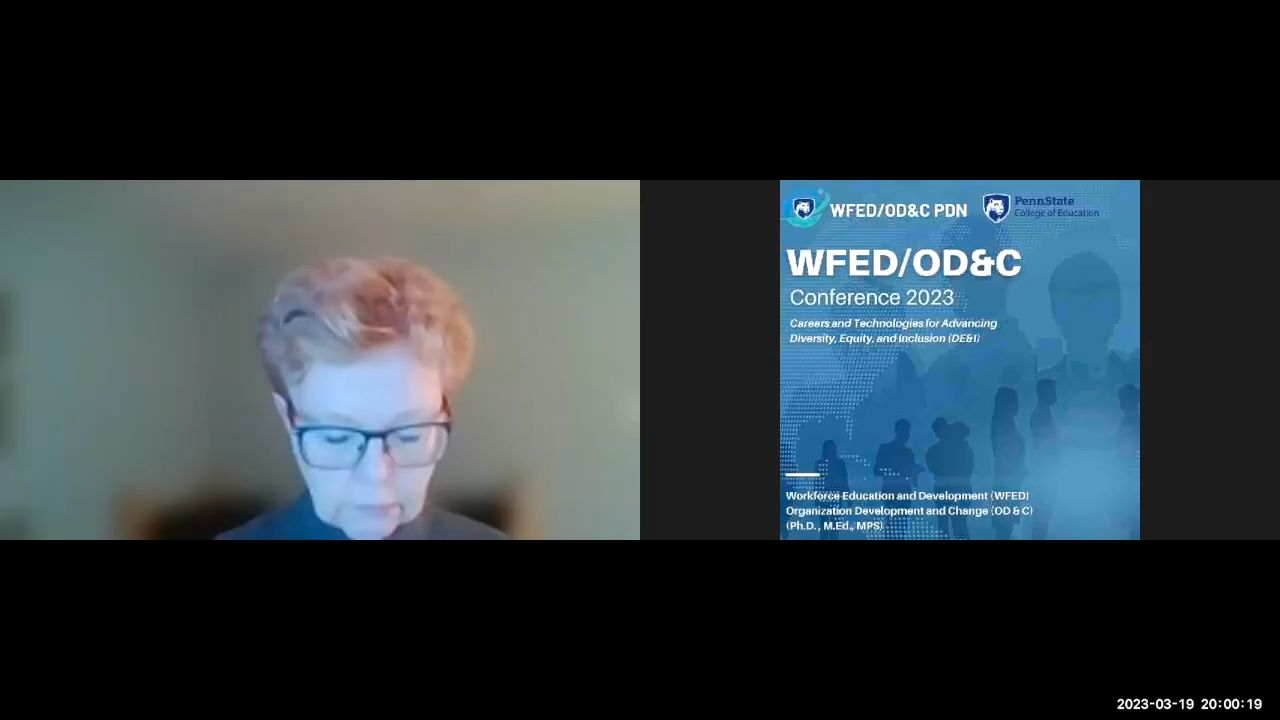 WFED/OD&C PDN
PennState
College of Education
WFED/OD&C
Conference 2023
Careers and Technologies for Advancing
Diversity, Equity, and Inclusion (DE&I)
Workforce Education and Development (WFED)
Organization Development and Change (OD & C)
(Ph.D. , M.Ed., MPS)
2023-03-19 20:00:19